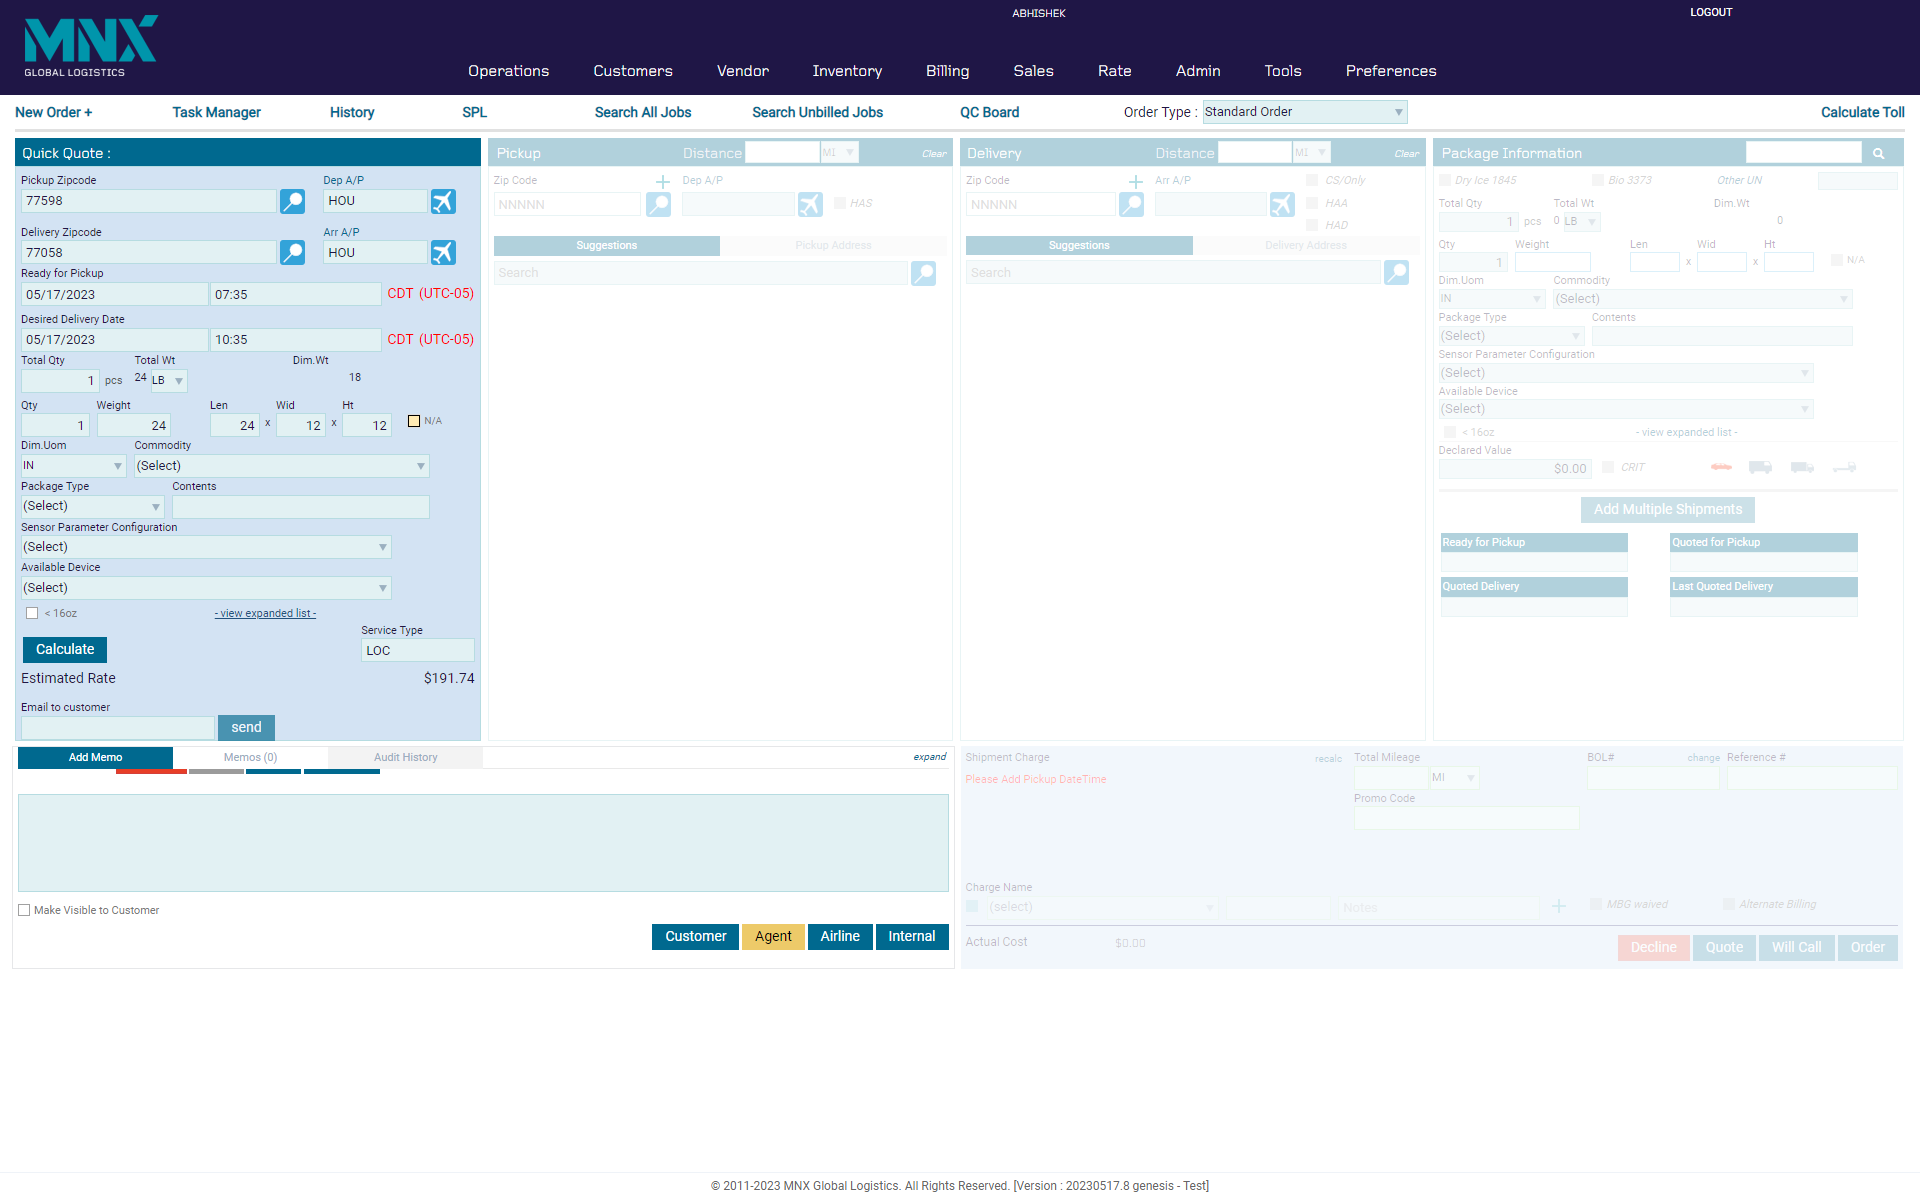 MNX
GLOBAL LOGISTICS
ABHISHEK
LOGOUT
Operations Customers Vendor Inventory Billing Sales Rate Admin Tools Preferences
New Order + Task Manager History SPL Search All Jobs Search Unbilled Jobs QC Board Order Type : Standard Order Calculate Toll
Quick Quote :
Pickup Zipcode Dep A/P
77598 HOU
Delivery Zipcode Arr A/P
77058 HOU
Ready for Pickup
05/17/2023 07:35 CDT (UTC-05)
Desired Delivery Date
05/17/2023 10:35 CDT (UTC-05)
Total Qty Total Wt Dim.Wt
1 pcs 24 LB 18
Qty Weight Len Wid Ht
1 24 24 x 12 x 12 N/A
Dim.Uom Commodity
IN (Select)
Package Type Contents
(Select)
Sensor Parameter Configuration
(Select)
Available Device
(Select)
< 16oz - view expanded list -
Service Type
Calculate LOC
Estimated Rate $191.74
Email to customer
send
Pickup Distance MI Clear
Zip Code Dep A/P
NNNNN HAS
Suggestions Pickup Address
Search
Delivery Distance MI Clear
Zip Code Arr A/P CS/Only
NNNNN HAA
HAD
Suggestions Delivery Address
Search
Package Information
Dry Ice 1845 Bio 3373 Other UN
Total Qty Total Wt Dim.Wt
1 pcs 0 LB 0
Qty Weight Len Wid Ht
1 x x N/A
Dim.Uom Commodity
IN (Select)
Package Type Contents
(Select)
Sensor Parameter Configuration
(Select)
Available Device
(Select)
< 16oz - view expanded list -
Declared Value
$0.00 CRIT
Add Multiple Shipments
Ready for Pickup Quoted for Pickup
Quoted Delivery Last Quoted Delivery
Add Memo Memos (0) Audit History expand
Make Visible to Customer
Customer Agent Airline Internal
Shipment Charge recalc Total Mileage BOL# change Reference #
Please Add Pickup DateTime MI
Promo Code
Charge Name
(select) Notes MBG waived Alternate Billing
Actual Cost $0.00
Decline Quote Will Call Order
© 2011-2023 MNX Global Logistics. All Rights Reserved. [Version : 20230517.8 genesis - Test]